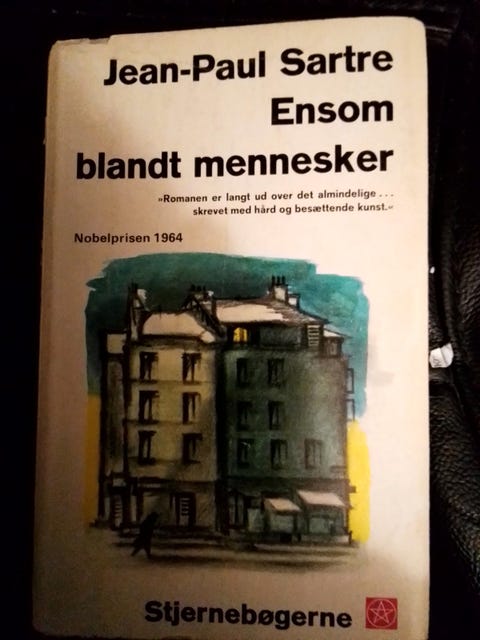 Jean-Paul Sartre
Ensom
blandt mennesker
»Romanen er langt ud over det almindelige...
skrevet med hård og besættende kunst.«
Nobelprisen 1964
Stjernebøgerne